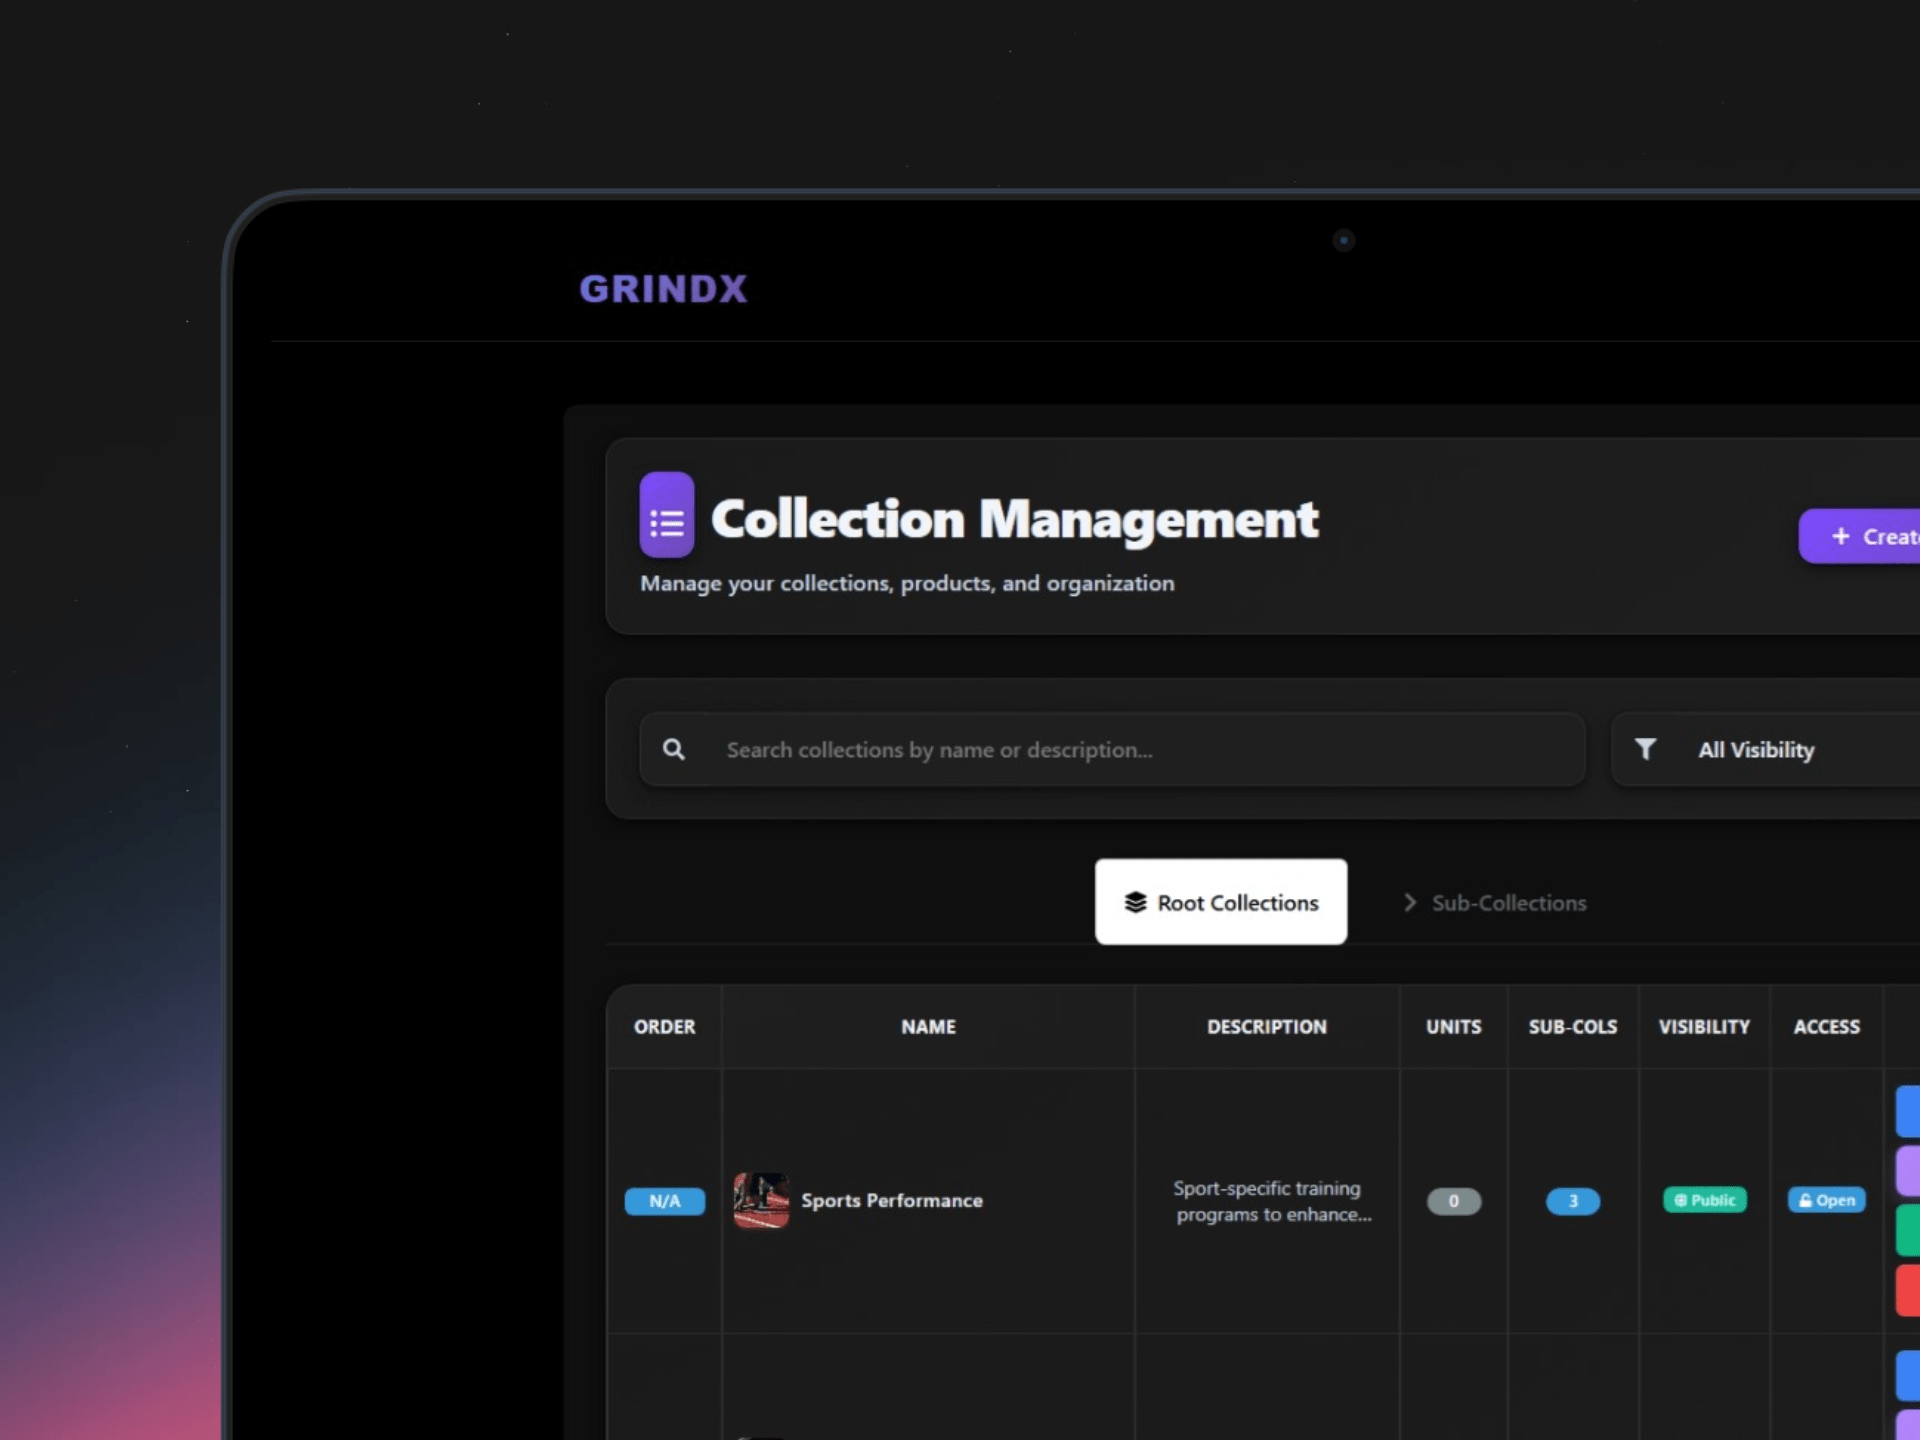 GRINDX
Collection Management
Manage your collections, products, and organization
+ Create
Search collections by name or description...
All Visibility
Root Collections
Sub-Collections
ORDER NAME DESCRIPTION UNITS SUB-COLS VISIBILITY ACCESS
N/A Sports Performance Sport-specific training programs to enhance... 0 3 Public Open